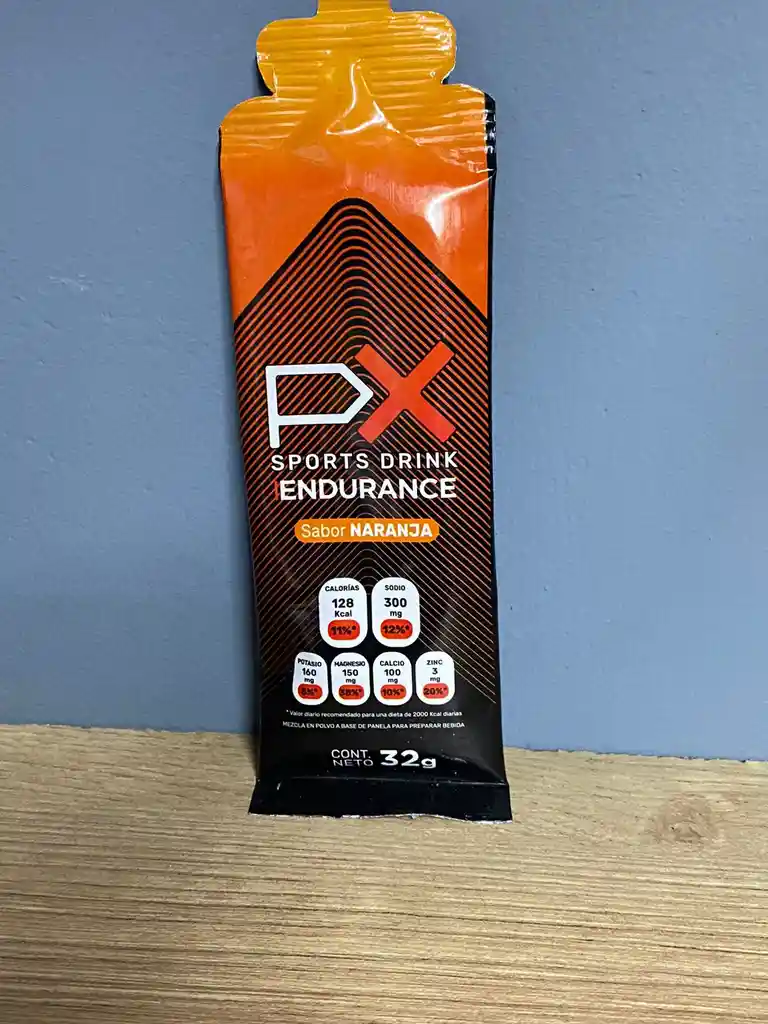 PX
SPORTS DRINK
ENDURANCE
Sabor NARANJA
CALORÍAS
128
Kcal
11%*
SODIO
300
mg
12%*
POTASIO
160
mg
5%*
MAGNESIO
150
mg
38%*
CALCIO
100
mg
10%*
ZINC
3
mg
20%*
* Valor diario recomendado para una dieta de 2000 Kcal diarias
MEZCLA EN POLVO A BASE DE PANELA PARA PREPARAR BEBIDA
CONT. NETO 32g